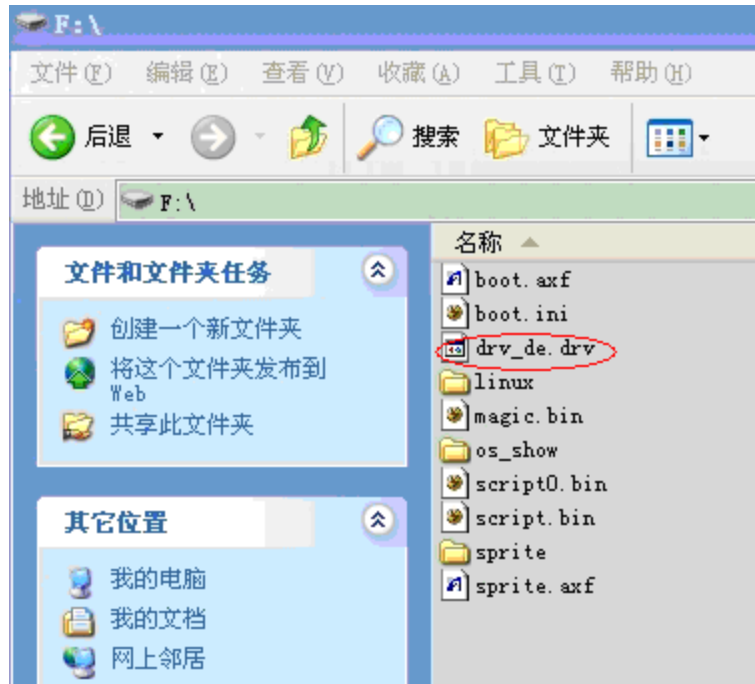 F:\
文件(F) 编辑(E) 查看(V) 收藏(A) 工具(T) 帮助(H)
后退 搜索 文件夹
地址(D) F:\
文件和文件夹任务
创建一个新文件夹
将这个文件夹发布到
Web
共享此文件夹
其它位置
我的电脑
我的文档
网上邻居
名称
boot.axf
boot.ini
drv_de.drv
linux
magic.bin
os_show
script0.bin
script.bin
sprite
sprite.axf